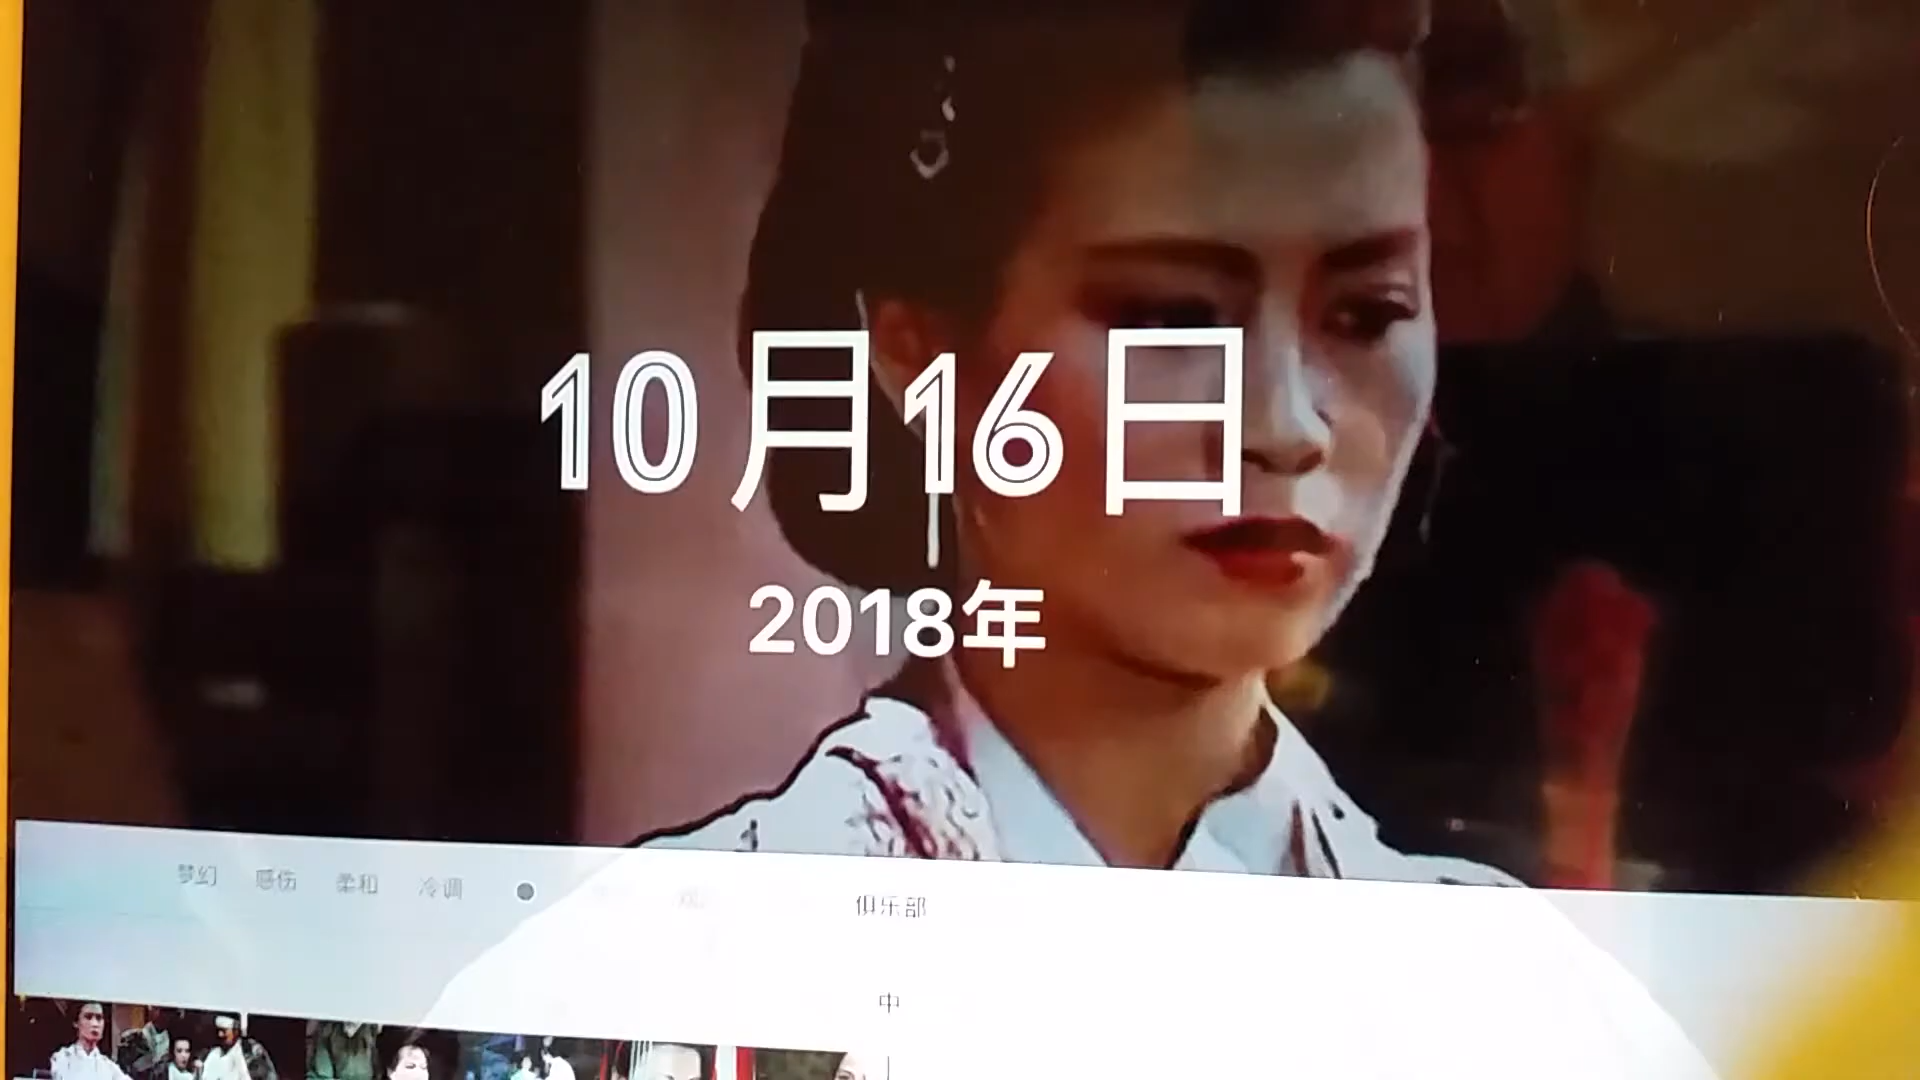 10月16日
2018年
梦幻 感伤 柔和 冷调 俱乐部
中